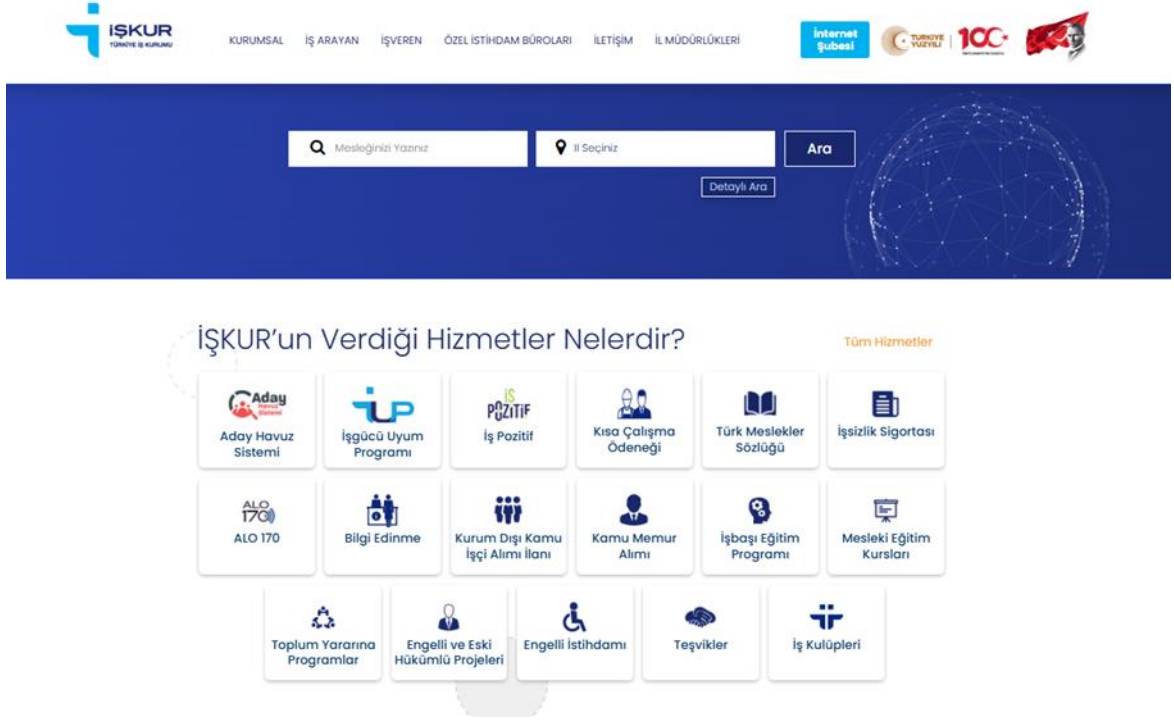 İŞKUR
TÜRKİYE İŞ KURUMU
KURUMSAL
İŞ ARAYAN
İŞVEREN
ÖZEL İSTİHDAM BÜROLARI
İLETİŞİM
İL MÜDÜRLÜKLERİ
İnternet
Şubesi
TÜRKİYE
YÜZYILI
100
Mesleğinizi Yazınız
İl Seçiniz
Ara
Detaylı Ara
İŞKUR'un Verdiği Hizmetler Nelerdir?
Tüm Hizmetler
Aday
Havuz
Sistemi
Aday Havuz
Sistemi
iUP
İşgücü Uyum
Programı
İŞ
POZİTİF
İş Pozitif
Kısa Çalışma
Ödeneği
Türk Meslekler
Sözlüğü
İşsizlik Sigortası
ALO
170
ALO 170
Bilgi Edinme
Kurum Dışı Kamu
İşçi Alımı İlanı
Kamu Memur
Alımı
İşbaşı Eğitim
Programı
Mesleki Eğitim
Kursları
Toplum Yararına
Programlar
Engelli ve Eski
Hükümlü Projeleri
Engelli İstihdamı
Teşvikler
İş Kulüpleri